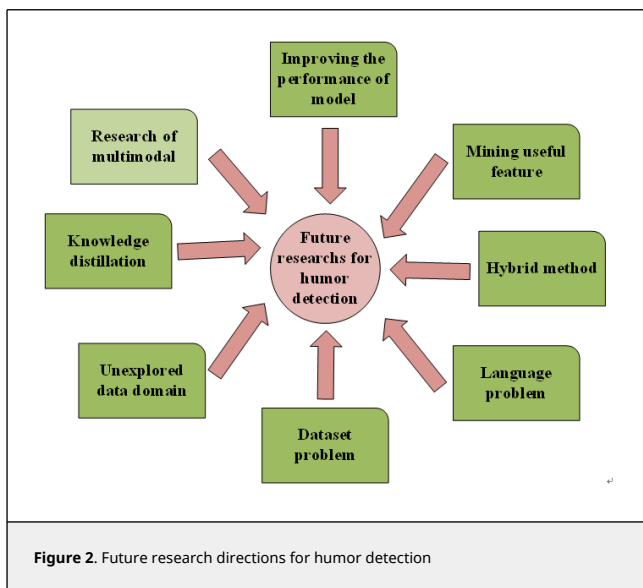 Improving the
performance of
model
Research of
multimodal
Mining useful
feature
Knowledge
distillation
Future
researchs for
humor
detection
Hybrid method
Unexplored
data domain
Language
problem
Dataset
problem
Figure 2. Future research directions for humor detection